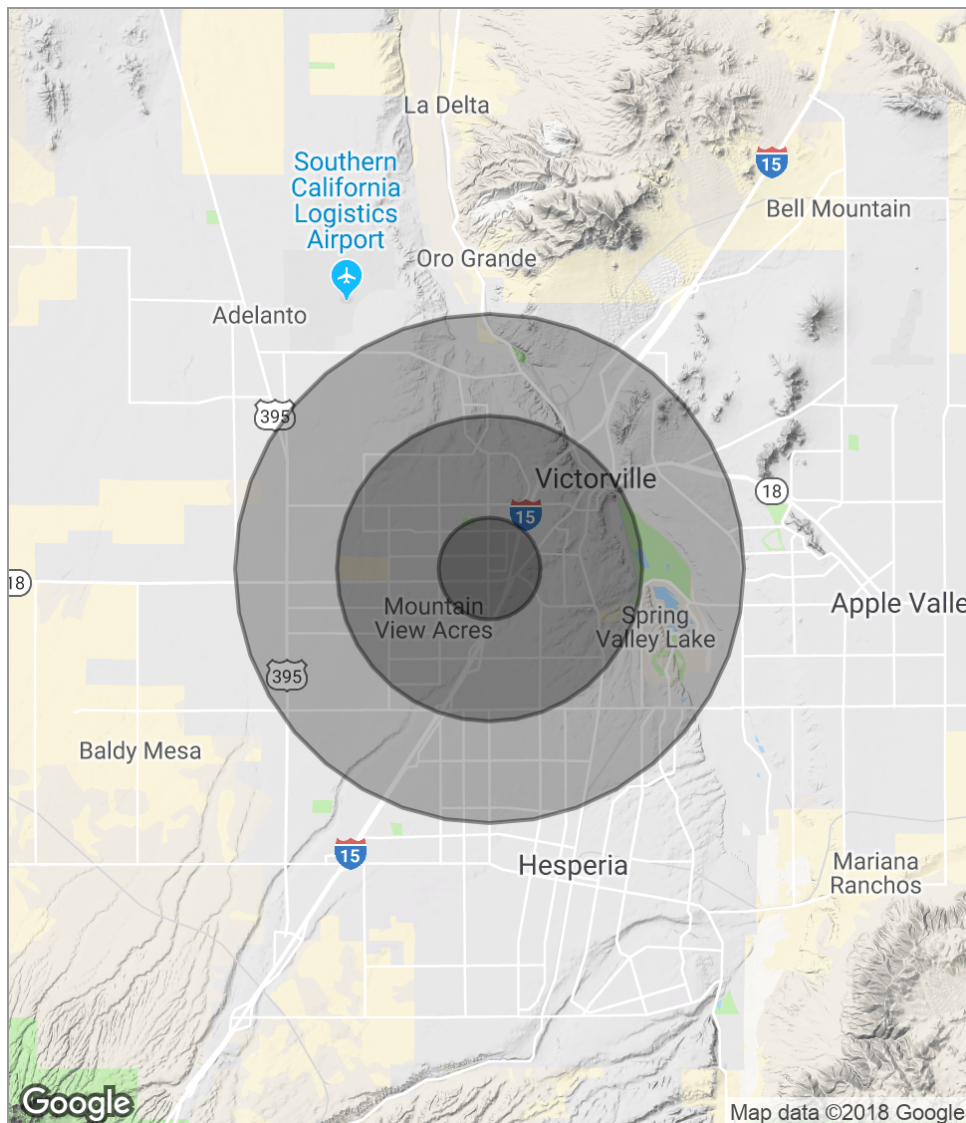 La Delta
Southern
California
Logistics
Airport
15
Bell Mountain
Oro Grande
Adelanto
395
Victorville
18
15
18
Mountain
View Acres
Spring
Valley Lake
Apple Valle
395
Baldy Mesa
15
Hesperia
Mariana
Ranchos
Google
Map data ©2018 Google